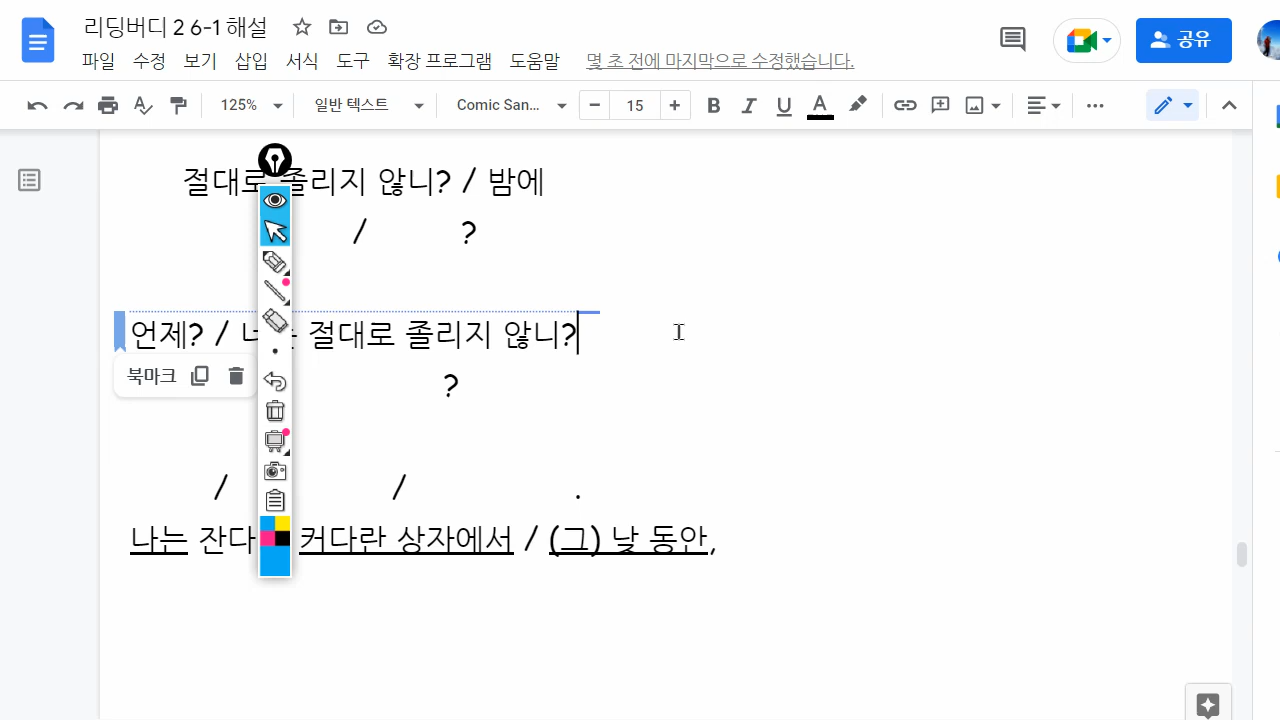 리딩버디 2 6-1 해설
공유
파일 수정 보기 삽입 서식 도구 확장 프로그램 도움말 몇 초 전에 마지막으로 수정했습니다.
125% 일반 텍스트 Comic San... − 15 + B I U A
절대로 졸리지 않니? / 밤에
/ ?
언제? / 절대로 졸리지 않니?
북마크
?
/ / .
나는 잔다 커다란 상자에서 / (그) 낮 동안,